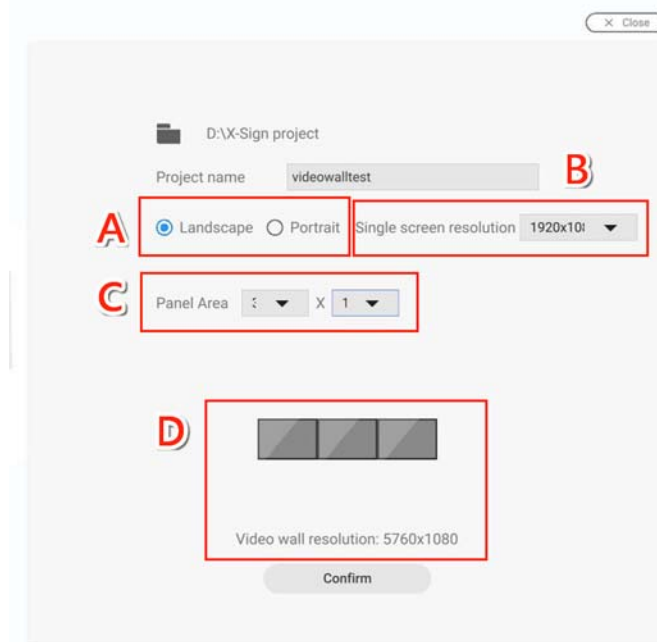 × Close
D:\X-Sign project
Project name videowalltest
B
A
Landscape Portrait Single screen resolution 1920x10
C
Panel Area X 1
D
Video wall resolution: 5760x1080
Confirm